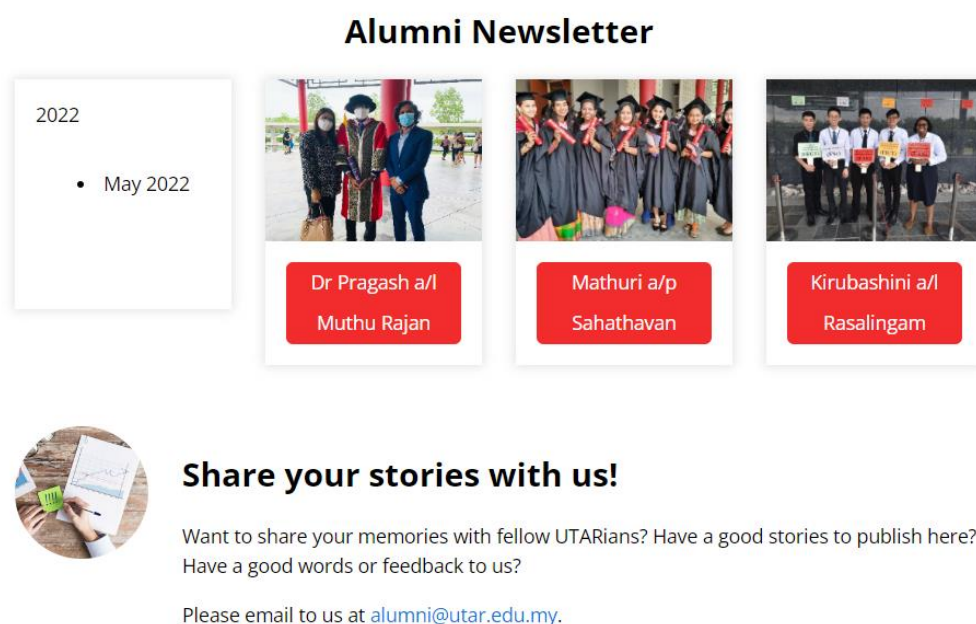 Alumni Newsletter
2022
• May 2022
Dr Pragash a/l
Muthu Rajan
Mathuri a/p
Sahathavan
Kirubashini a/l
Rasalingam
Share your stories with us!
Want to share your memories with fellow UTARians? Have a good stories to publish here?
Have a good words or feedback to us?
Please email to us at alumni@utar.edu.my.